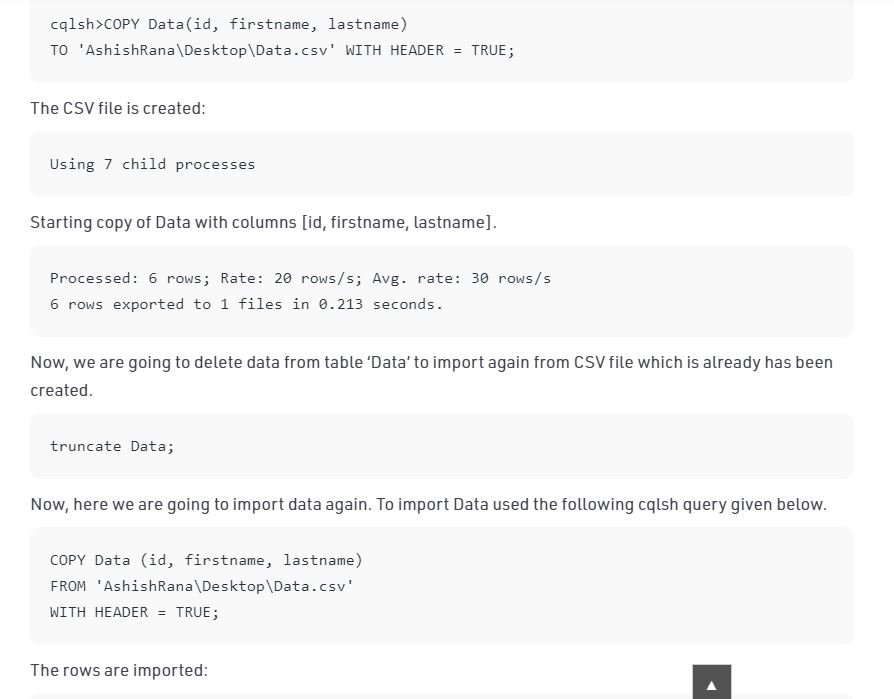 cqlsh>COPY Data(id, firstname, lastname)
TO 'AshishRana\Desktop\Data.csv' WITH HEADER = TRUE;
The CSV file is created:
Using 7 child processes
Starting copy of Data with columns [id, firstname, lastname].
Processed: 6 rows; Rate: 20 rows/s; Avg. rate: 30 rows/s
6 rows exported to 1 files in 0.213 seconds.
Now, we are going to delete data from table ‘Data’ to import again from CSV file which is already has been
created.
truncate Data;
Now, here we are going to import data again. To import Data used the following cqlsh query given below.
COPY Data (id, firstname, lastname)
FROM 'AshishRana\Desktop\Data.csv'
WITH HEADER = TRUE;
The rows are imported: